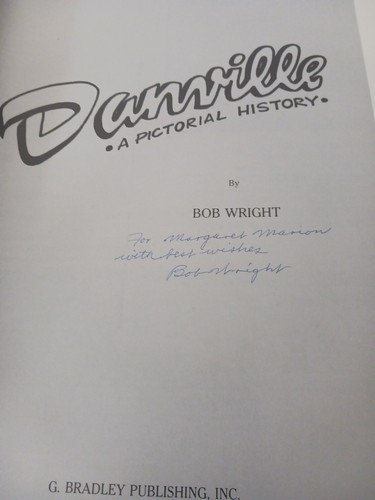 Danville
• A PICTORIAL HISTORY •
By
BOB WRIGHT
For Margaret Marion
with best wishes
Bob Wright
G. BRADLEY PUBLISHING, INC.